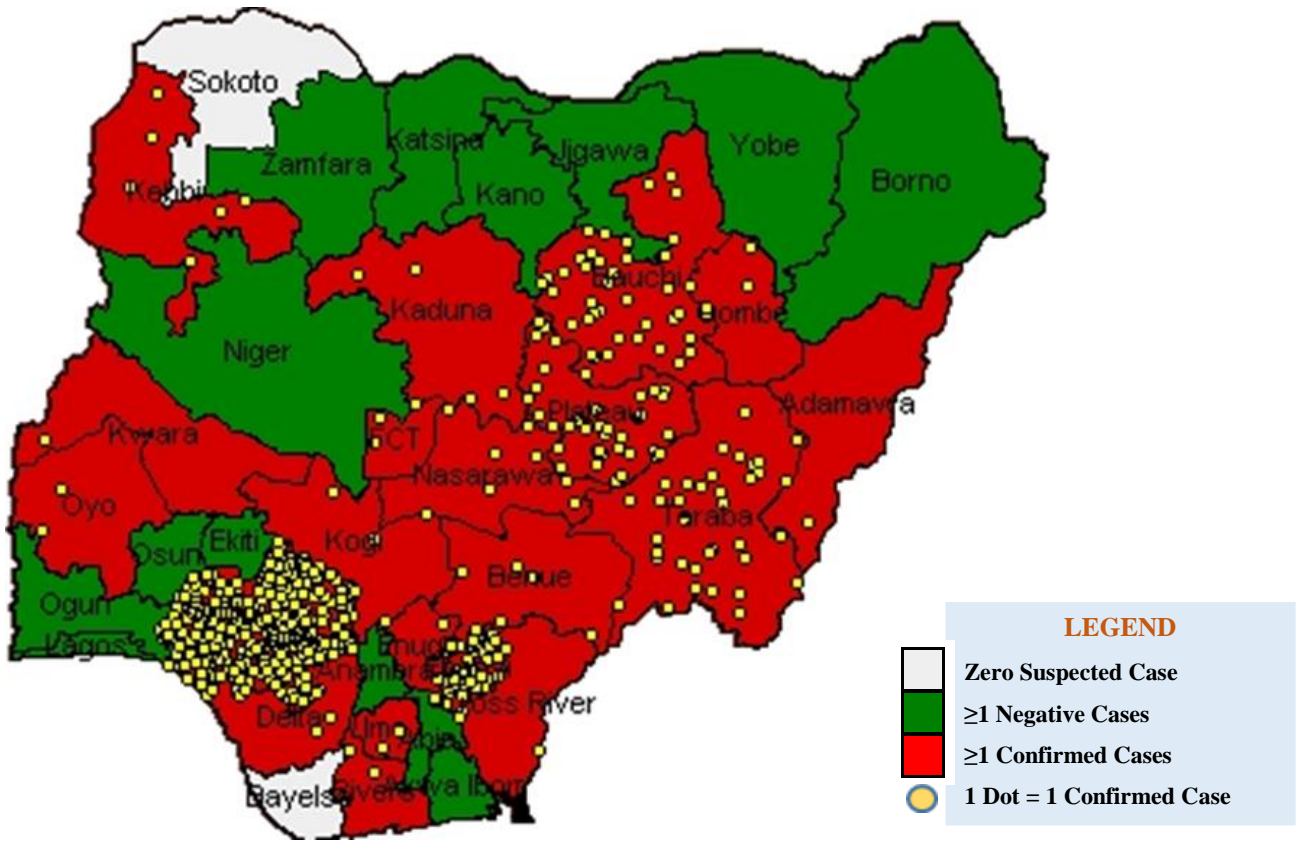 Sokoto
Katsina
Jigawa
Yobe
Zamfara
Borno
Kebbi
Kano
Bauchi
Kaduna
Gombe
Niger
Plateau
Adamawa
Kwara
FCT
Nasarawa
Oyo
Taraba
Ekiti
Kogi
Osun
Benue
Ogun
Lagos
Enugu
Anambra
Cross River
Delta
Imo
Abia
Bayelsa
Rivers
Akwa Ibom
LEGEND
Zero Suspected Case
≥1 Negative Cases
≥1 Confirmed Cases
1 Dot = 1 Confirmed Case